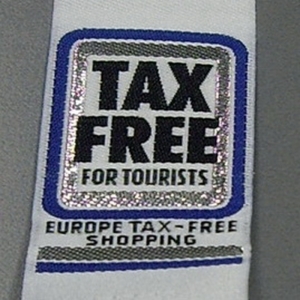 TAX
FREE
FOR TOURISTS
EUROPE TAX-FREE
SHOPPING